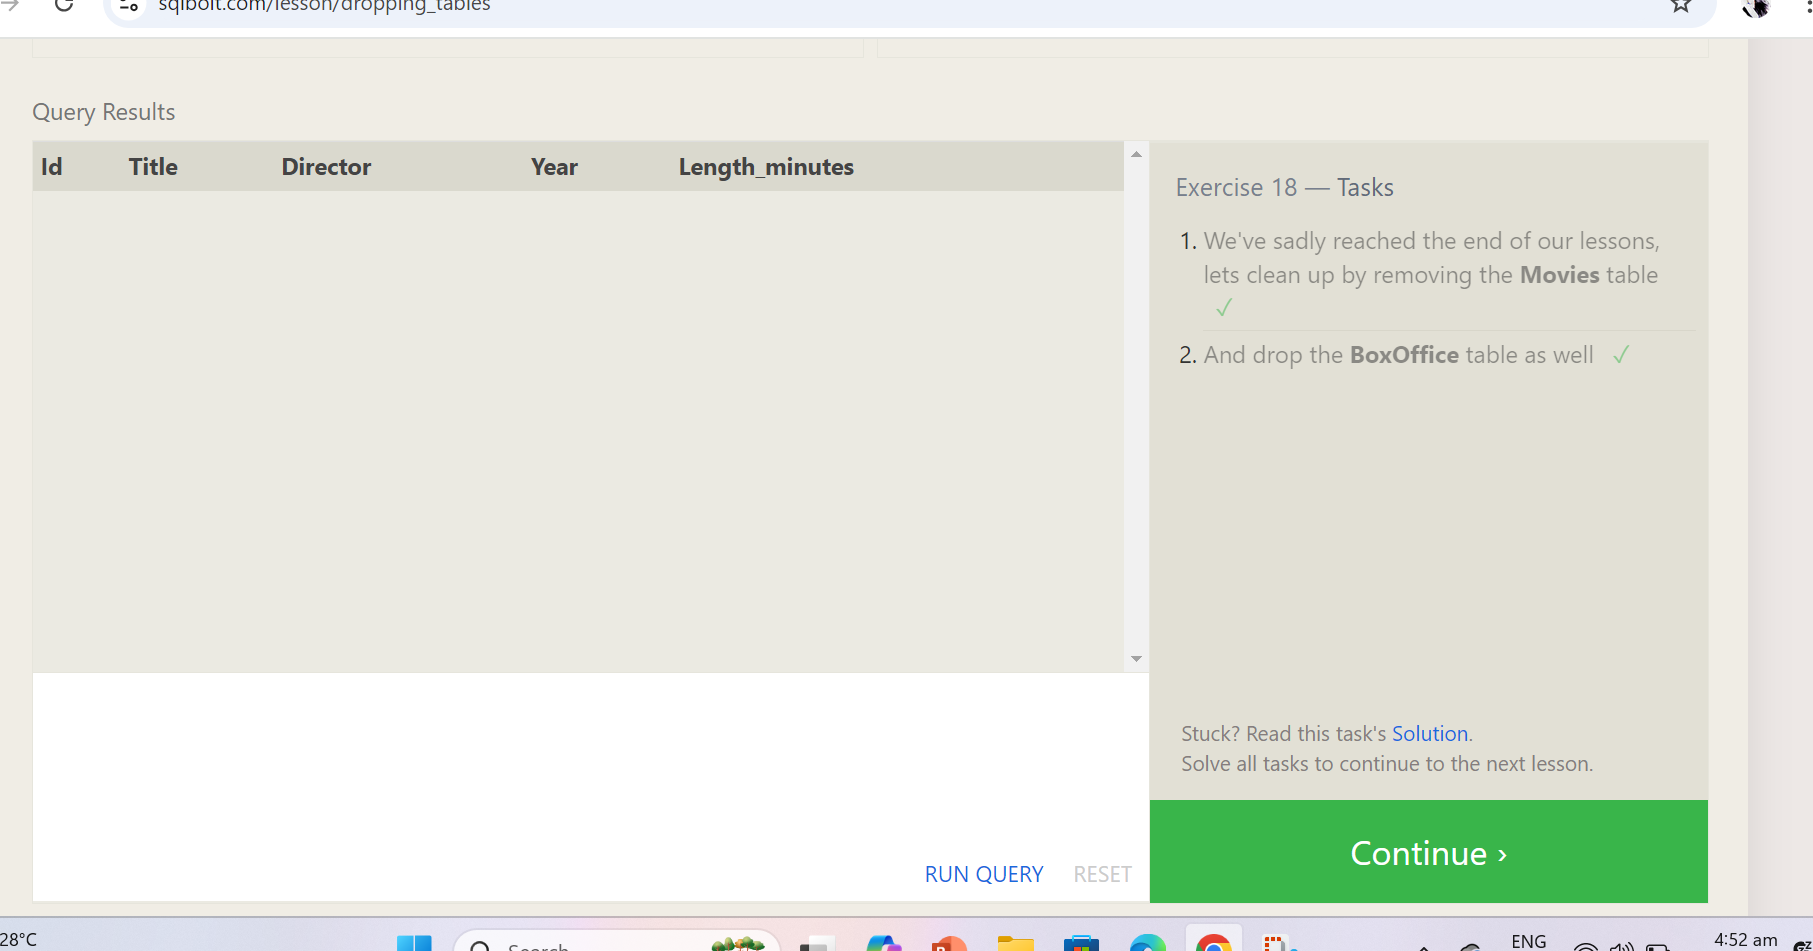 sqlbolt.com/lesson/dropping_tables
Query Results
Id Title Director Year Length_minutes
Exercise 18 — Tasks
1. We've sadly reached the end of our lessons,
lets clean up by removing the Movies table
✓
2. And drop the BoxOffice table as well ✓
Stuck? Read this task's Solution.
Solve all tasks to continue to the next lesson.
RUN QUERY RESET
Continue ›
28°C
Search
ENG
4:52 am